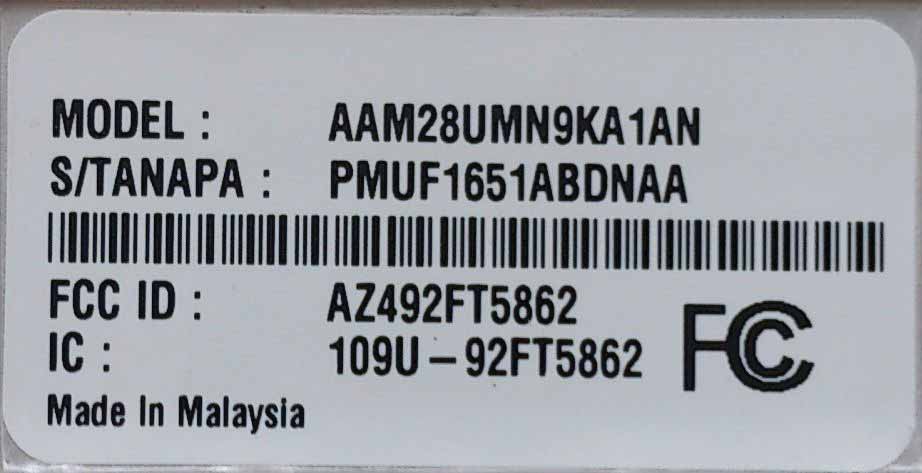 MODEL : AAM28UMN9KA1AN
S/TANAPA : PMUF1651ABDNAA
FCC ID : AZ492FT5862
IC : 109U – 92FT5862
FC
Made In Malaysia